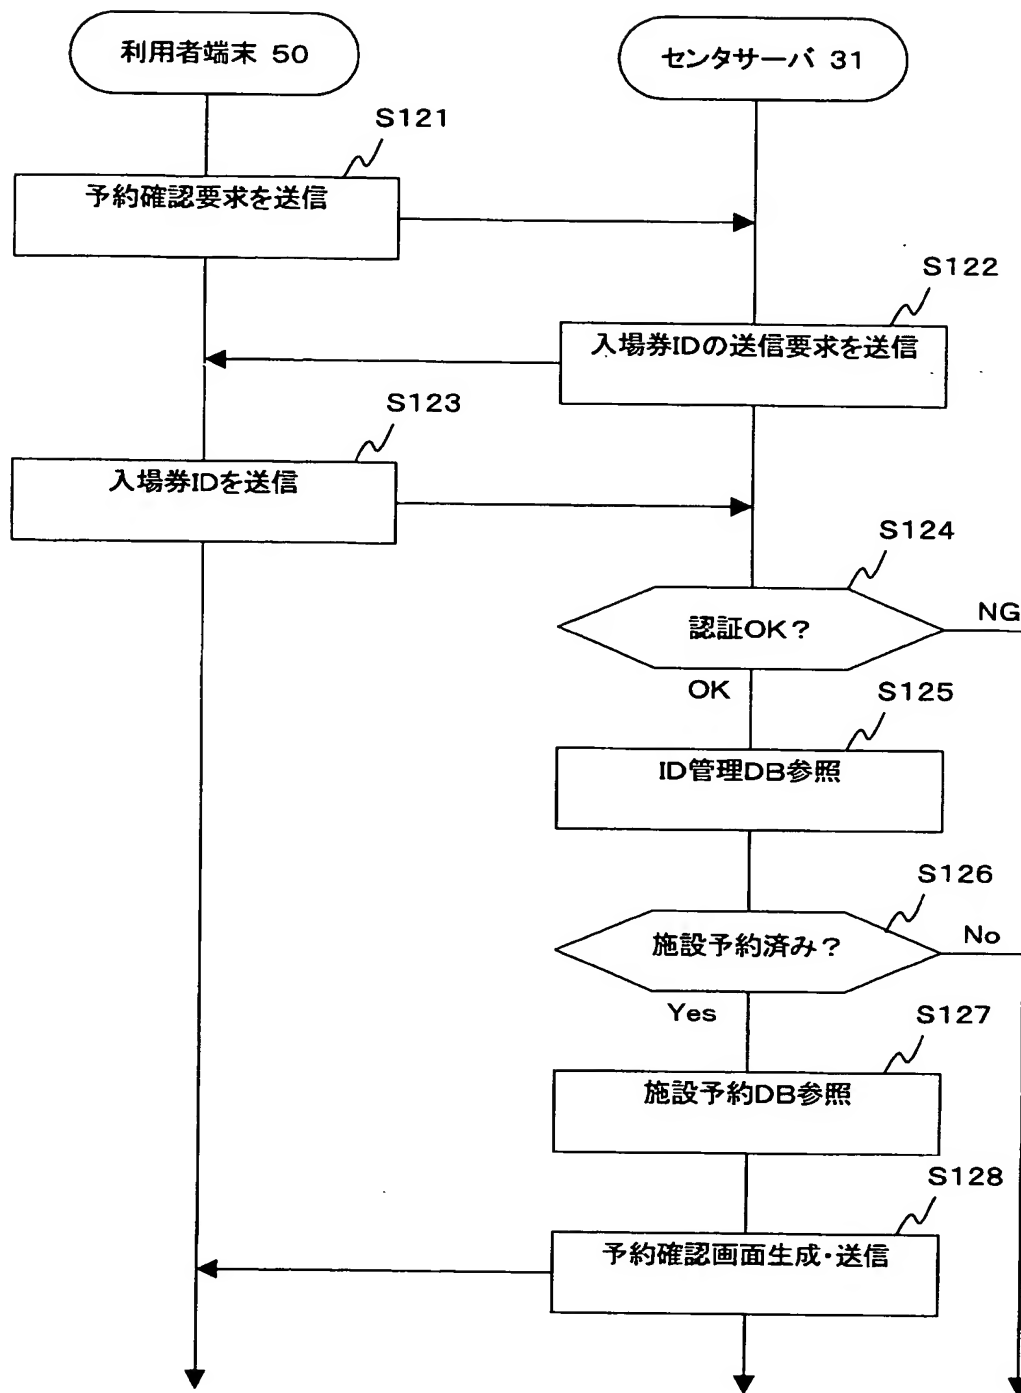 利用者端末 50
センタサーバ 31
S121
予約確認要求を送信
S122
入場券IDの送信要求を送信
S123
入場券IDを送信
S124
認証OK?
NG
OK
S125
ID管理DB参照
S126
施設予約済み?
No
Yes
S127
施設予約DB参照
S128
予約確認画面生成・送信